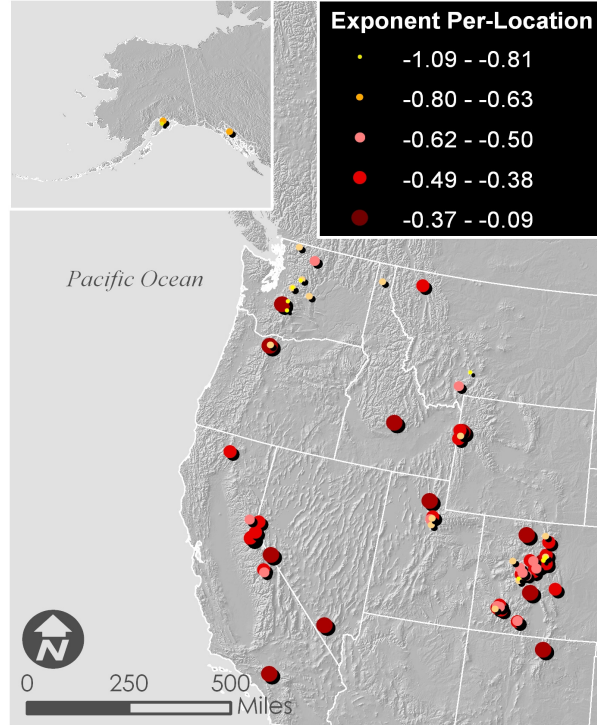 Exponent Per-Location
-1.09 - -0.81
-0.80 - -0.63
-0.62 - -0.50
-0.49 - -0.38
-0.37 - -0.09
Pacific Ocean
N
0 250 500
Miles